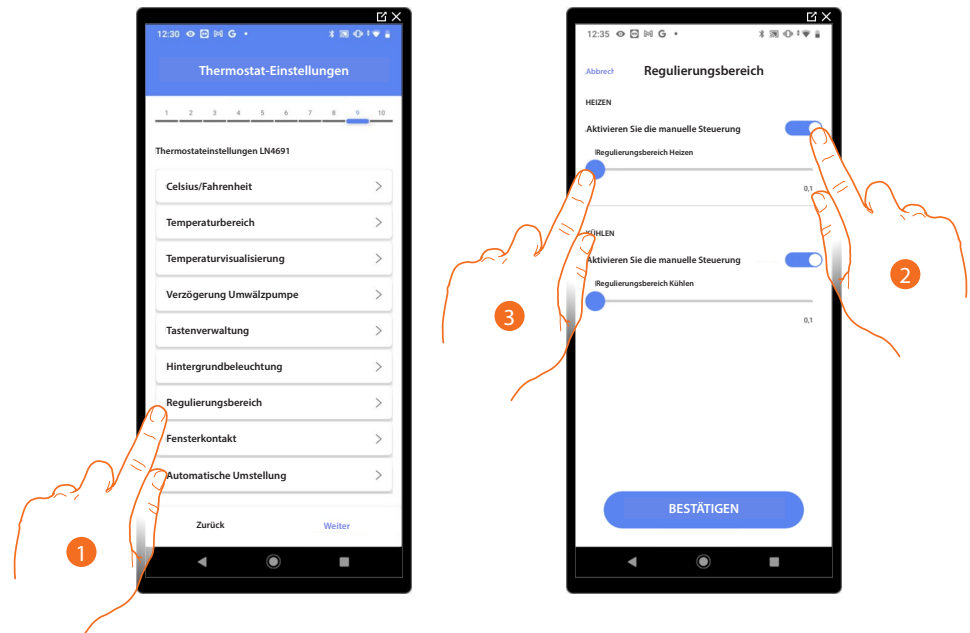 12:30 G
Thermostat-Einstellungen
1 2 3 4 5 6 7 8 9 10
Thermostateinstellungen LN4691
Celsius/Fahrenheit
Temperaturbereich
Temperaturvisualisierung
Verzögerung Umwälzpumpe
Tastenverwaltung
Hintergrundbeleuchtung
Regulierungsbereich
Fensterkontakt
Automatische Umstellung
Zurück Weiter
1
12:35 G
Abbrech Regulierungsbereich
HEIZEN
Aktivieren Sie die manuelle Steuerung
Regulierungsbereich Heizen
0,1
KÜHLEN
Aktivieren Sie die manuelle Steuerung
Regulierungsbereich Kühlen
0,1
2
3
BESTÄTIGEN